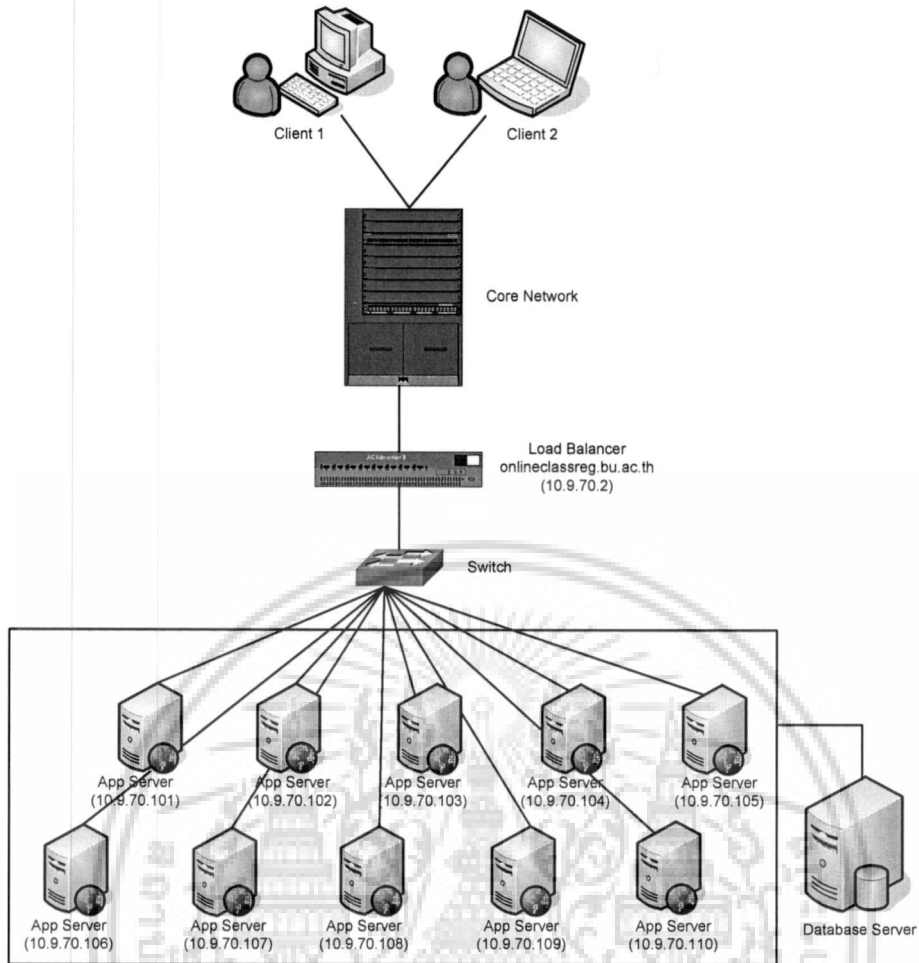 Client 1
Client 2
Core Network
Load Balancer
onlineclassreg.bu.ac.th
(10.9.70.2)
Switch
App Server
(10.9.70.101)
App Server
(10.9.70.102)
App Server
(10.9.70.103)
App Server
(10.9.70.104)
App Server
(10.9.70.105)
App Server
(10.9.70.106)
App Server
(10.9.70.107)
App Server
(10.9.70.108)
App Server
(10.9.70.109)
App Server
(10.9.70.110)
Database Server